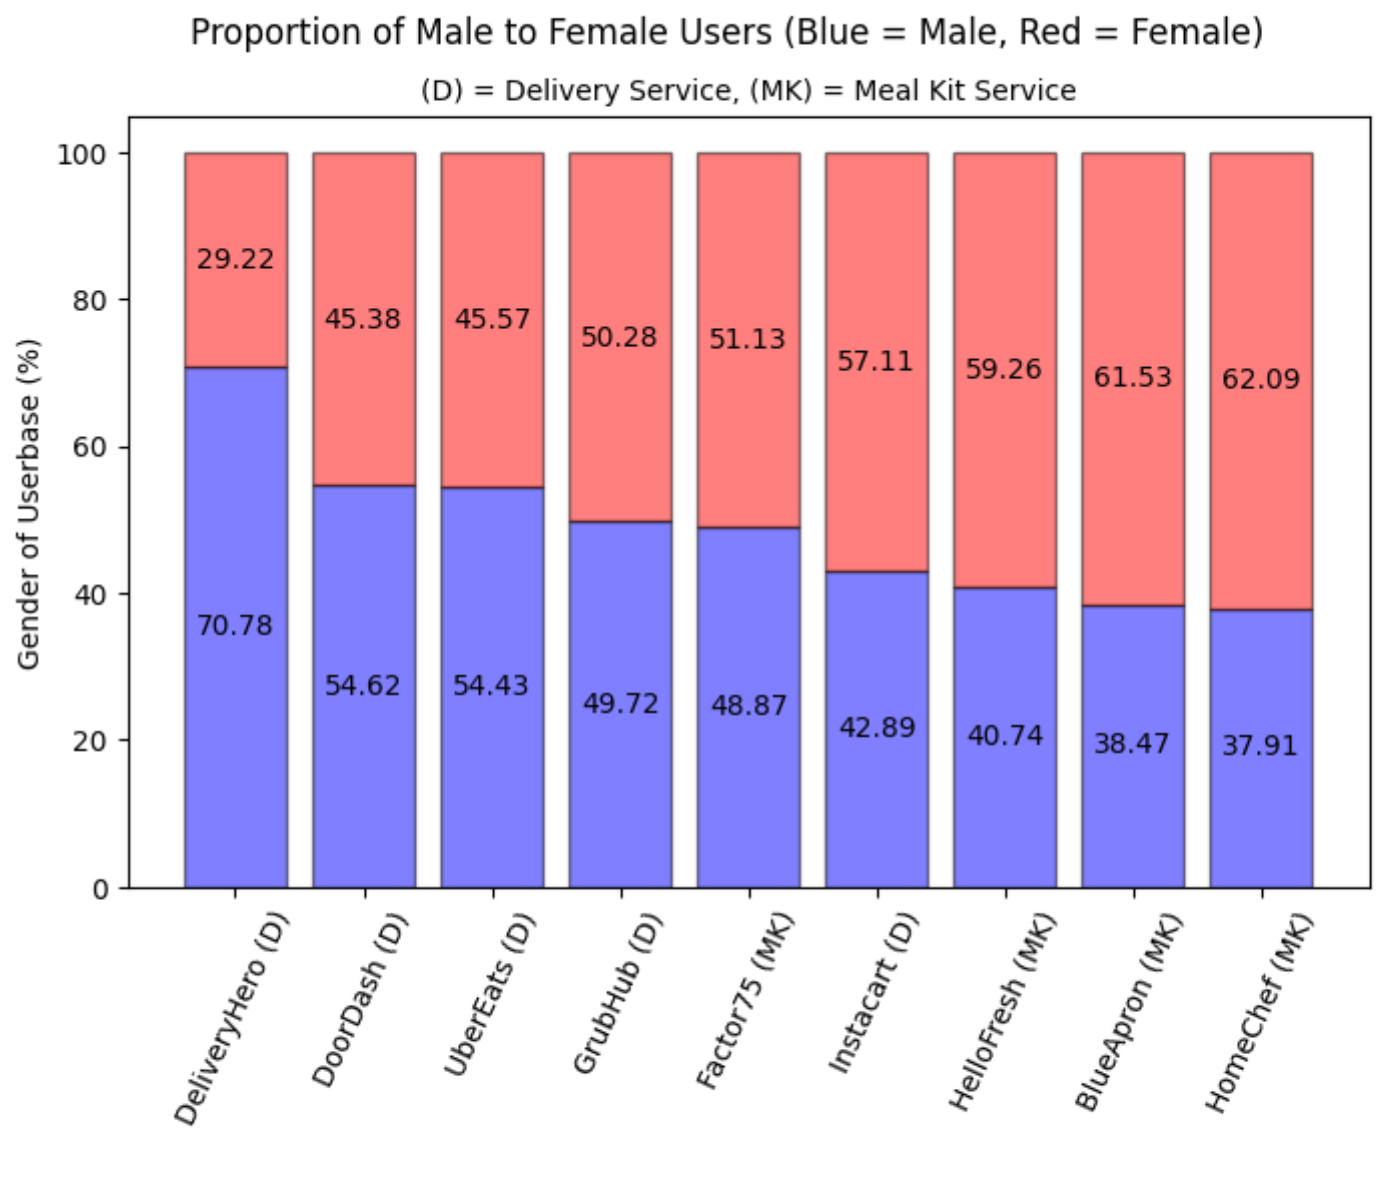 Proportion of Male to Female Users (Blue = Male, Red = Female)
(D) = Delivery Service, (MK) = Meal Kit Service
Gender of Userbase (%)
100
80
60
40
20
0
29.22
45.38
45.57
50.28
51.13
57.11
59.26
61.53
62.09
70.78
54.62
54.43
49.72
48.87
42.89
40.74
38.47
37.91
DeliveryHero (D)
DoorDash (D)
UberEats (D)
GrubHub (D)
Factor75 (MK)
Instacart (D)
HelloFresh (MK)
BlueApron (MK)
HomeChef (MK)